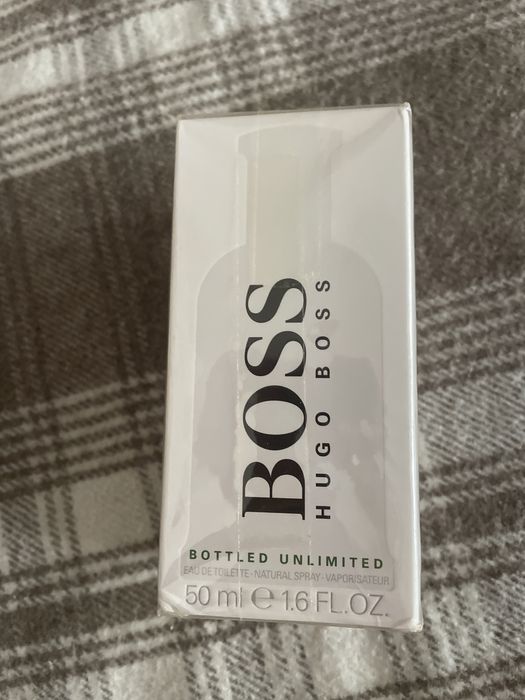 BOSS
HUGO BOSS
BOTTLED UNLIMITED
EAU DE TOILETTE - NATURAL SPRAY - VAPORISATEUR
50 ml ℮ 1.6 FL.OZ.